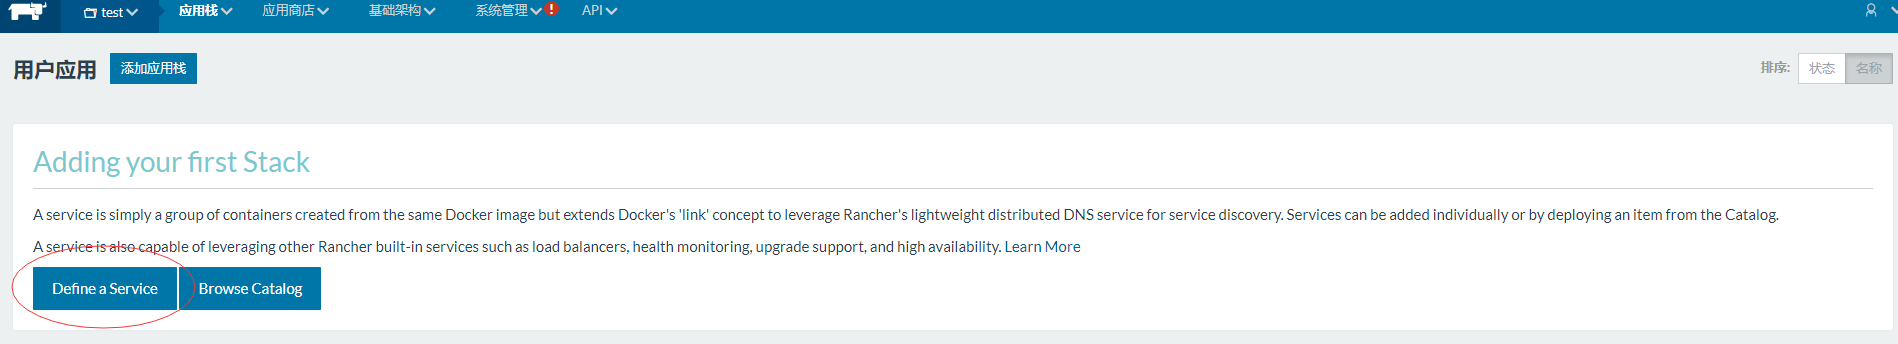 test 应用栈 应用商店 基础架构 系统管理 ! API
用户应用 添加应用栈 排序: 状态 名称
Adding your first Stack
A service is simply a group of containers created from the same Docker image but extends Docker's 'link' concept to leverage Rancher's lightweight distributed DNS service for service discovery. Services can be added individually or by deploying an item from the Catalog.
A service is also capable of leveraging other Rancher built-in services such as load balancers, health monitoring, upgrade support, and high availability. Learn More
Define a Service Browse Catalog